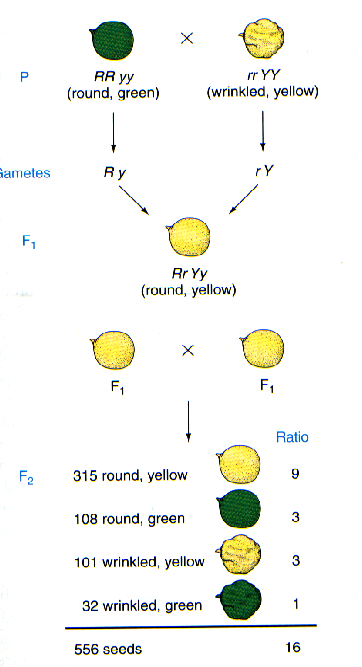 ×
P
RR yy
rr YY
(round, green)
(wrinkled, yellow)
Gametes
R y
r Y
F1
Rr Yy
(round, yellow)
×
F1
F1
Ratio
F2
315 round, yellow
9
108 round, green
3
101 wrinkled, yellow
3
32 wrinkled, green
1
556 seeds
16